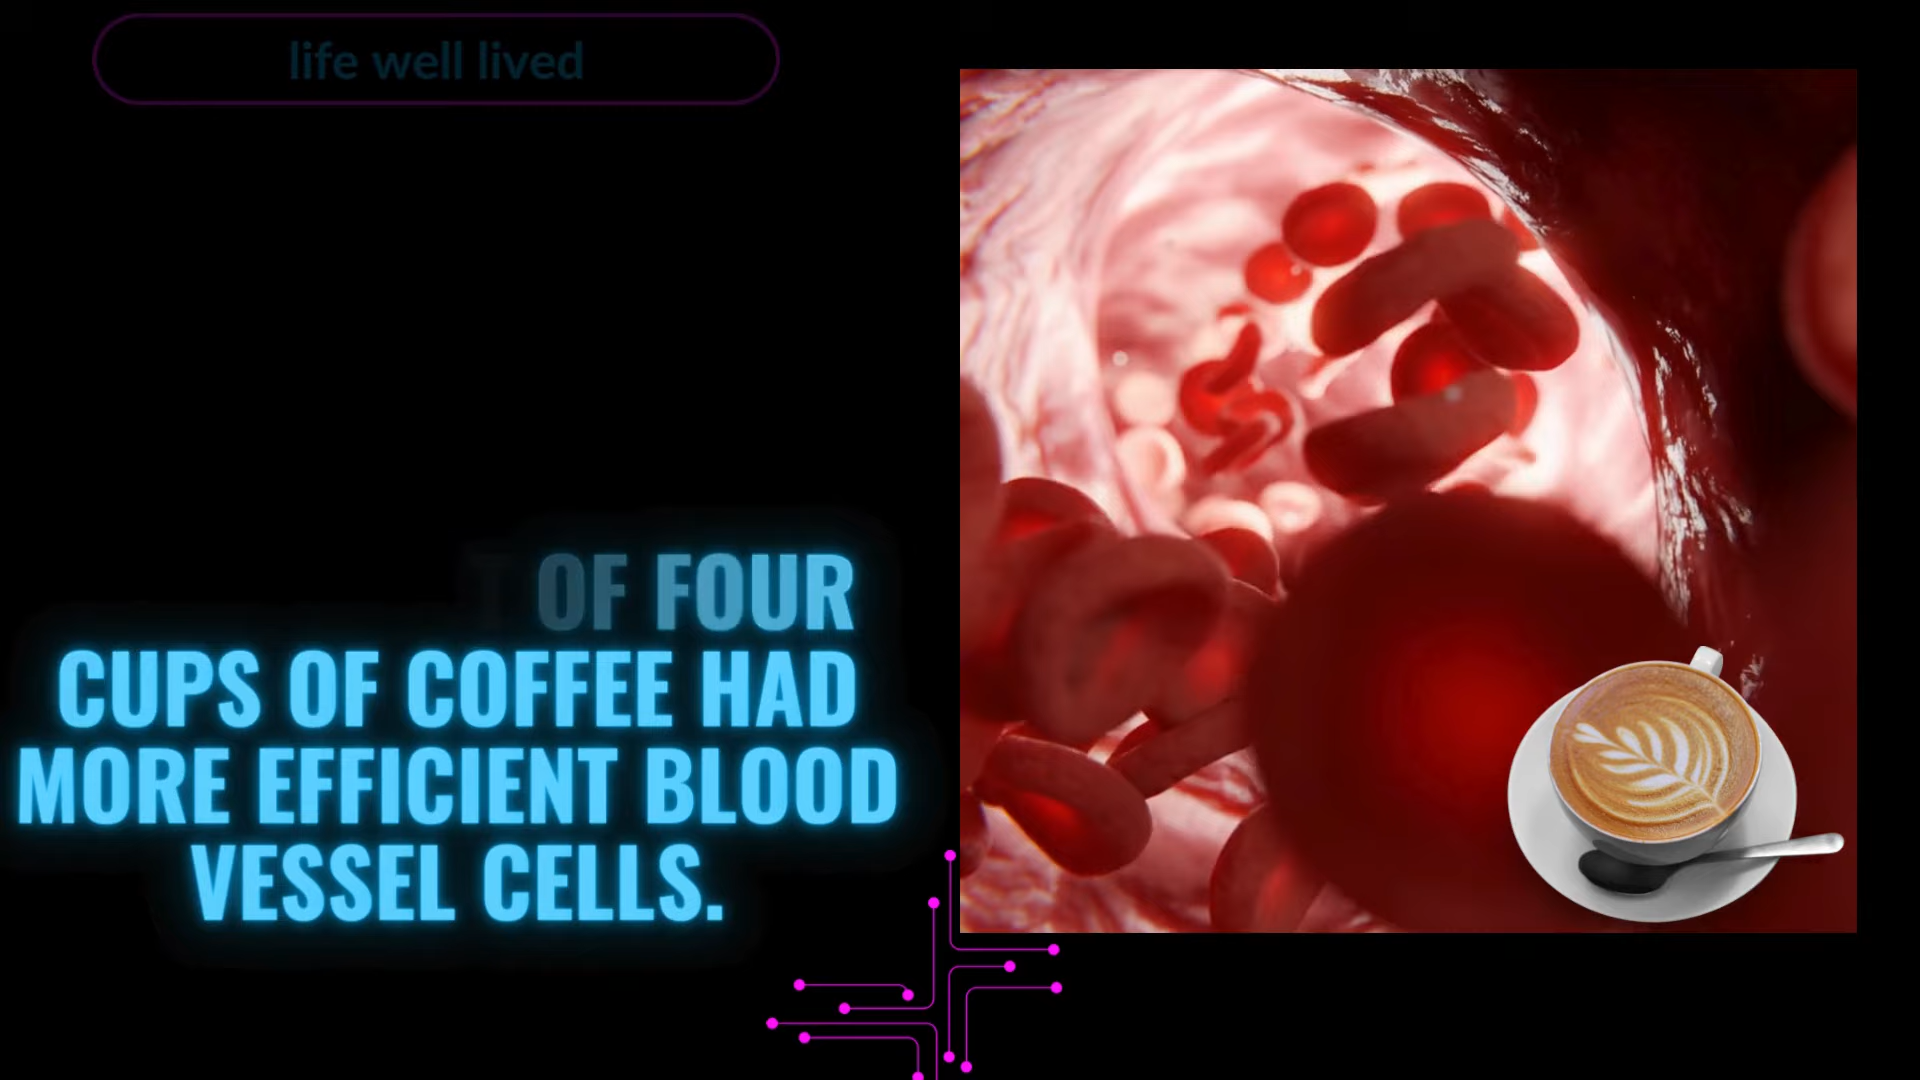 life well lived
OF FOUR
CUPS OF COFFEE HAD
MORE EFFICIENT BLOOD
VESSEL CELLS.